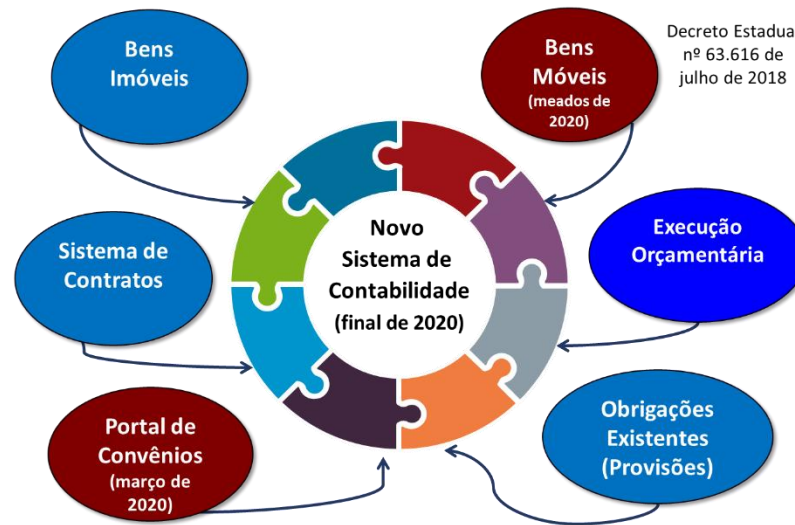 Bens
Imóveis
Bens
Móveis
(meados de
2020)
Decreto Estadua
nº 63.616 de
julho de 2018
Sistema de
Contratos
Novo
Sistema de
Contabilidade
(final de 2020)
Execução
Orçamentária
Portal de
Convênios
(março de
2020)
Obrigações
Existentes
(Provisões)